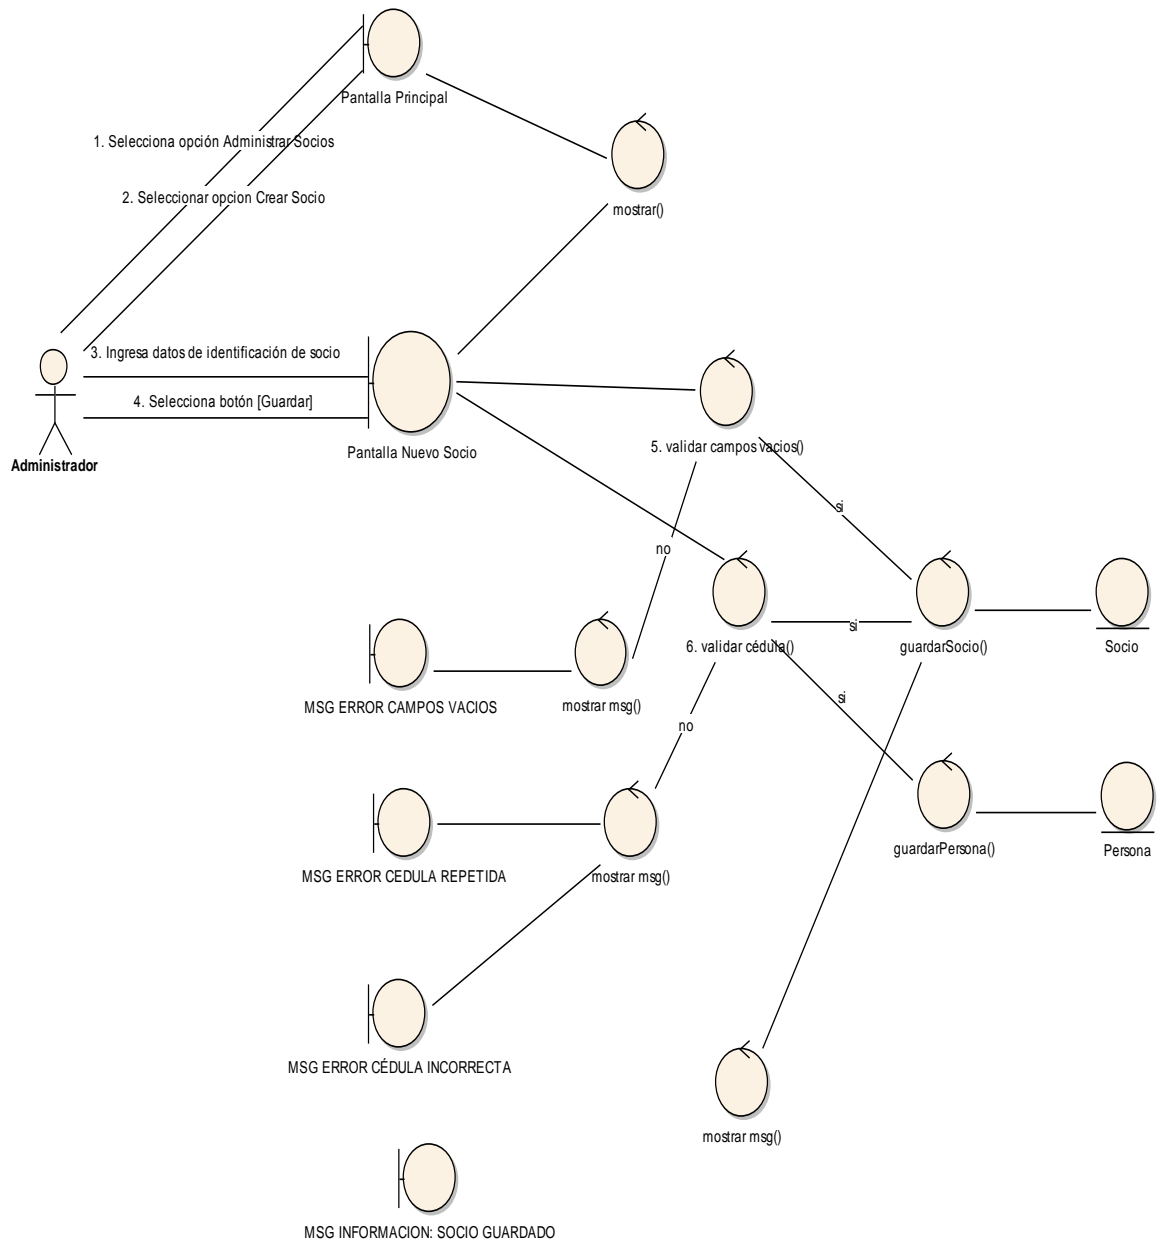 Pantalla Principal
1. Selecciona opción Administrar Socios
2. Seleccionar opcion Crear Socio
mostrar()
3. Ingresa datos de identificación de socio
4. Selecciona botón [Guardar]
Administrador
Pantalla Nuevo Socio
5. validar campos vacios()
si
no
6. validar cédula()
si
guardarSocio()
Socio
MSG ERROR CAMPOS VACIOS
mostrar msg()
si
no
guardarPersona()
Persona
MSG ERROR CEDULA REPETIDA
mostrar msg()
MSG ERROR CÉDULA INCORRECTA
mostrar msg()
MSG INFORMACION: SOCIO GUARDADO